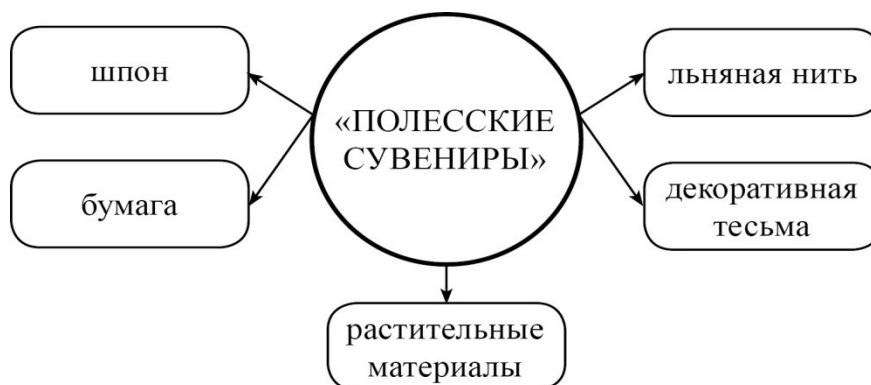 шпон
бумага
«ПОЛЕССКИЕ
СУВЕНИРЫ»
льняная нить
декоративная
тесьма
растительные
материалы